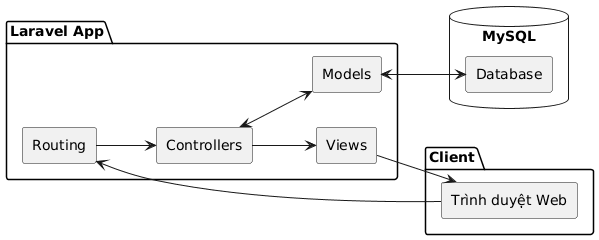 Laravel App
MySQL
Models
Database
Routing
Controllers
Views
Client
Trình duyệt Web